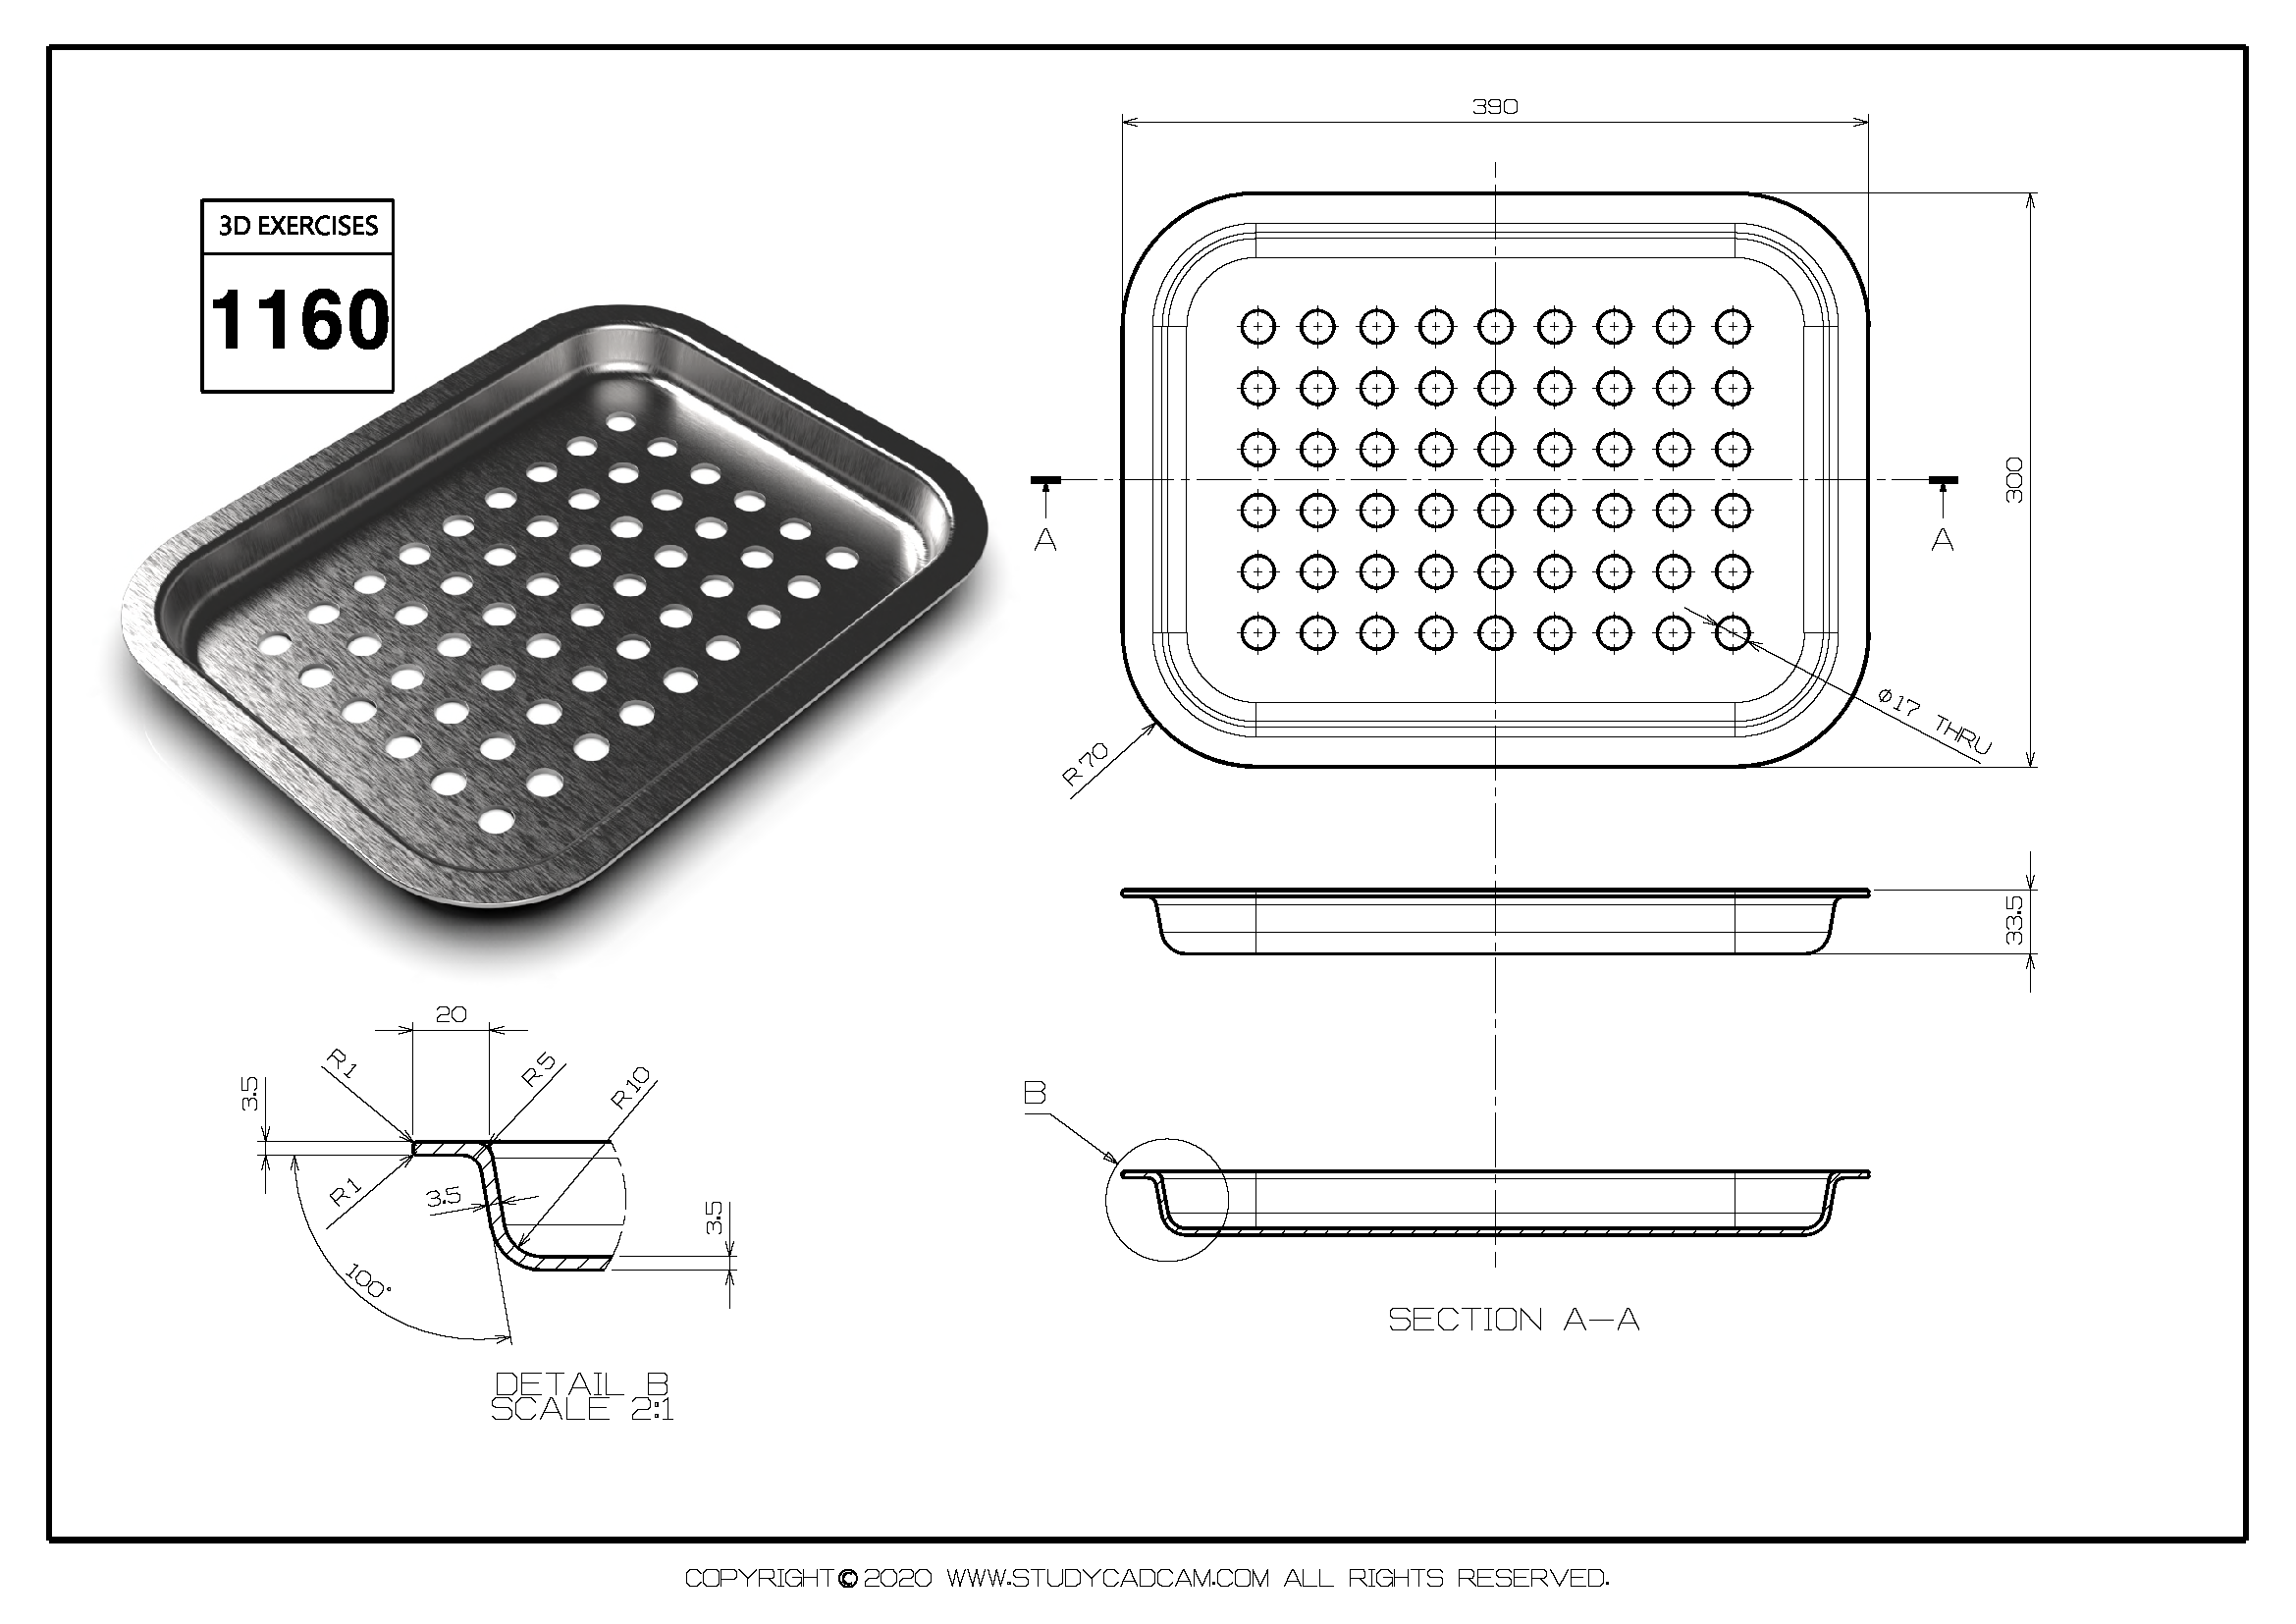 390
3D EXERCISES
1160
300
A
A
Φ17 THRU
R70
33.5
20
R1
R5
R10
3.5
B
R1
3.5
3.5
100°
SECTION A-A
DETAIL B
SCALE 2:1
COPYRIGHT© 2020 WWW.STUDYCADCAM.COM ALL RIGHTS RESERVED.